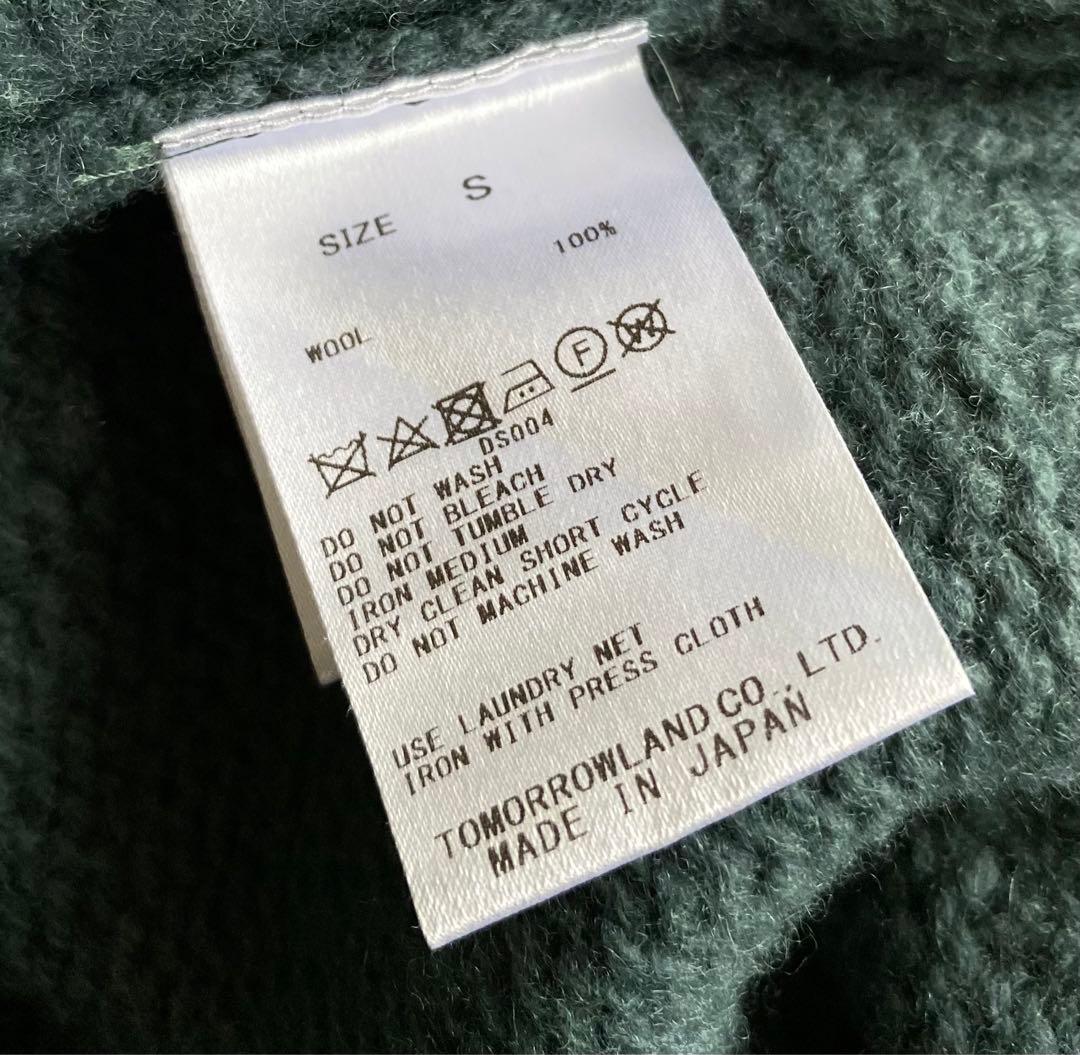 SIZE S
WOOL 100%
F W
DS004
DO NOT WASH
DO NOT BLEACH
DO NOT TUMBLE DRY
IRON MEDIUM
DRY CLEAN SHORT CYCLE
DO NOT MACHINE WASH
USE LAUNDRY NET
IRON WITH PRESS CLOTH
TOMORROWLAND CO., LTD.
MADE IN JAPAN